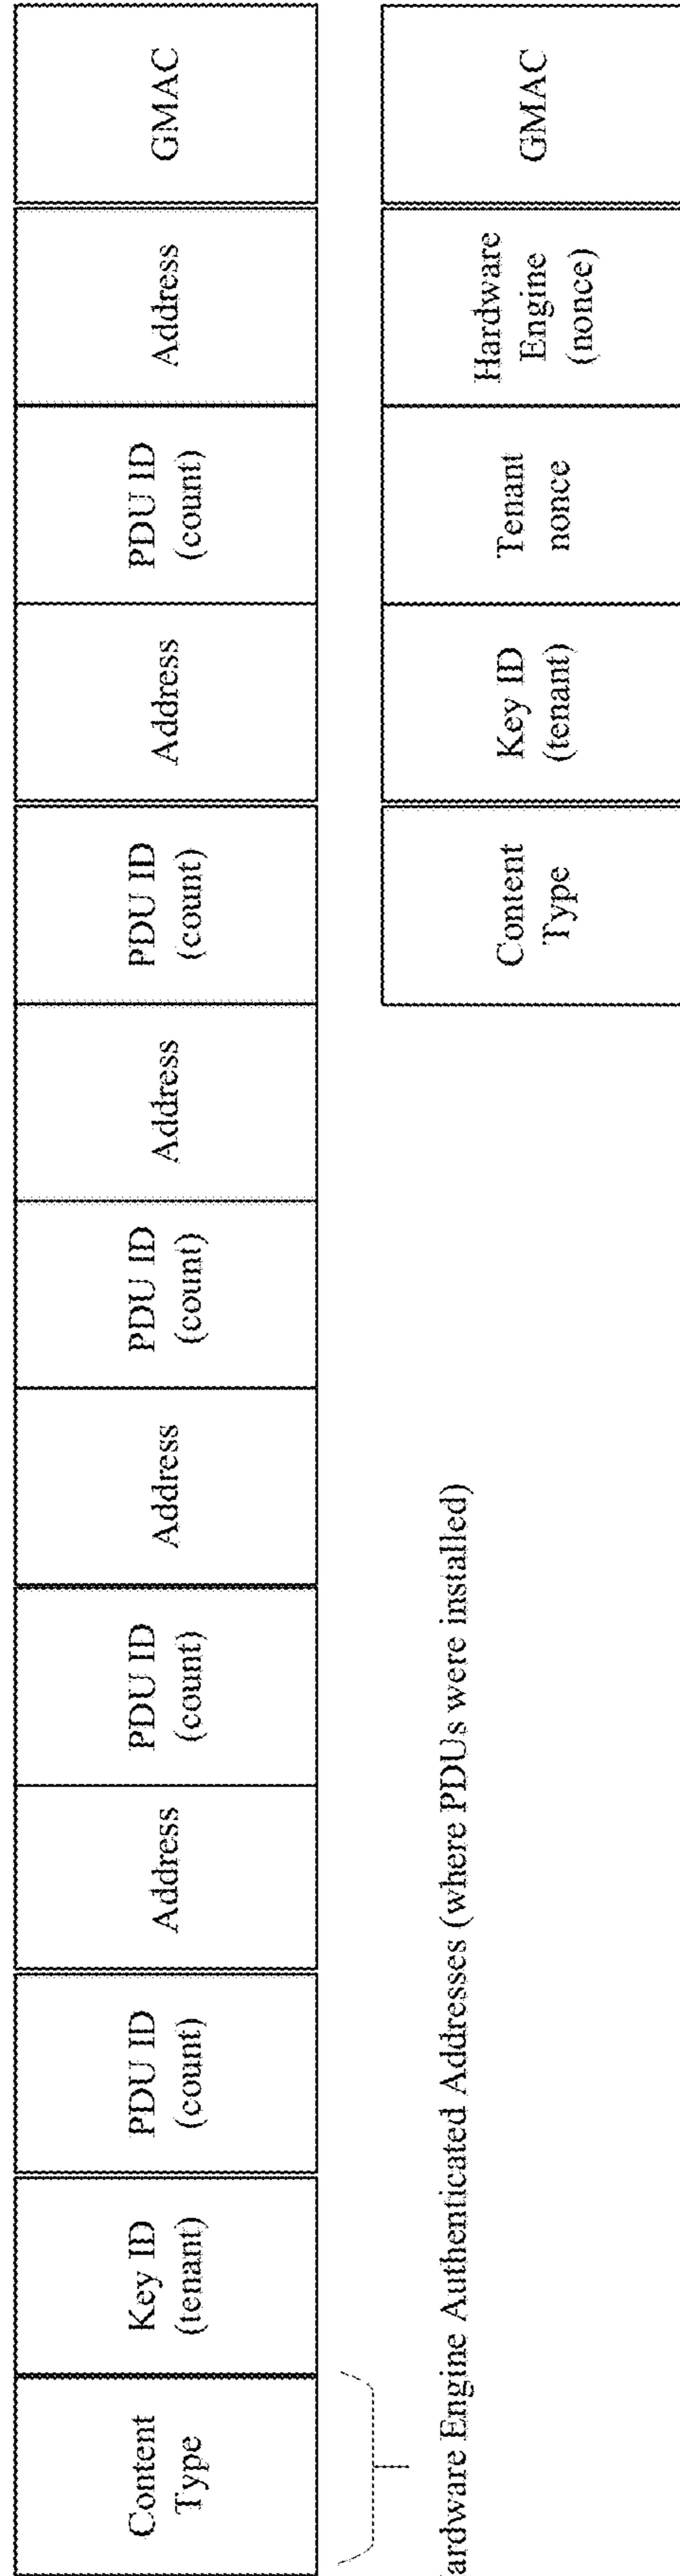 Content
Type
Key ID
(tenant)
PDU ID
(count)
Address
PDU ID
(count)
Address
PDU ID
(count)
Address
PDU ID
(count)
Address
PDU ID
(count)
Address
GMAC
ardware Engine Authenticated Addresses (where PDUs were installed)
Content
Type
Key ID
(tenant)
Tenant
nonce
Hardware
Engine
(nonce)
GMAC